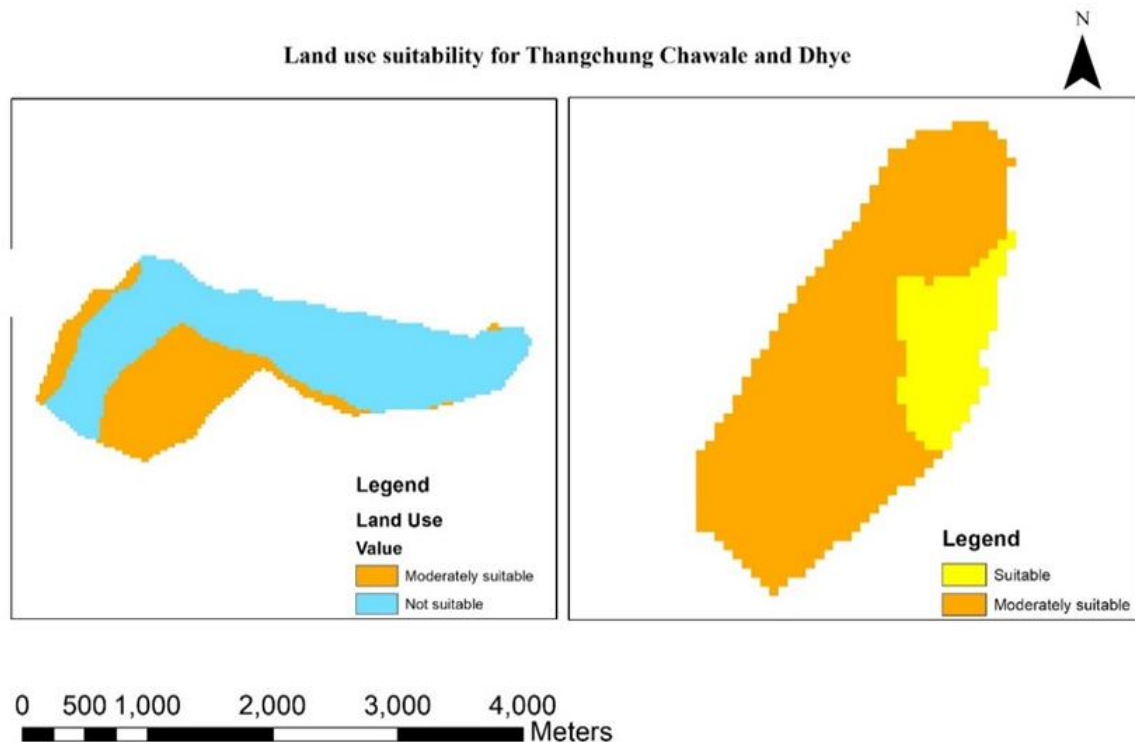 N
Land use suitability for Thangchung Chawale and Dhye
Legend
Land Use
Value
Moderately suitable
Not suitable
Legend
Suitable
Moderately suitable
0 500 1,000 2,000 3,000 4,000
Meters